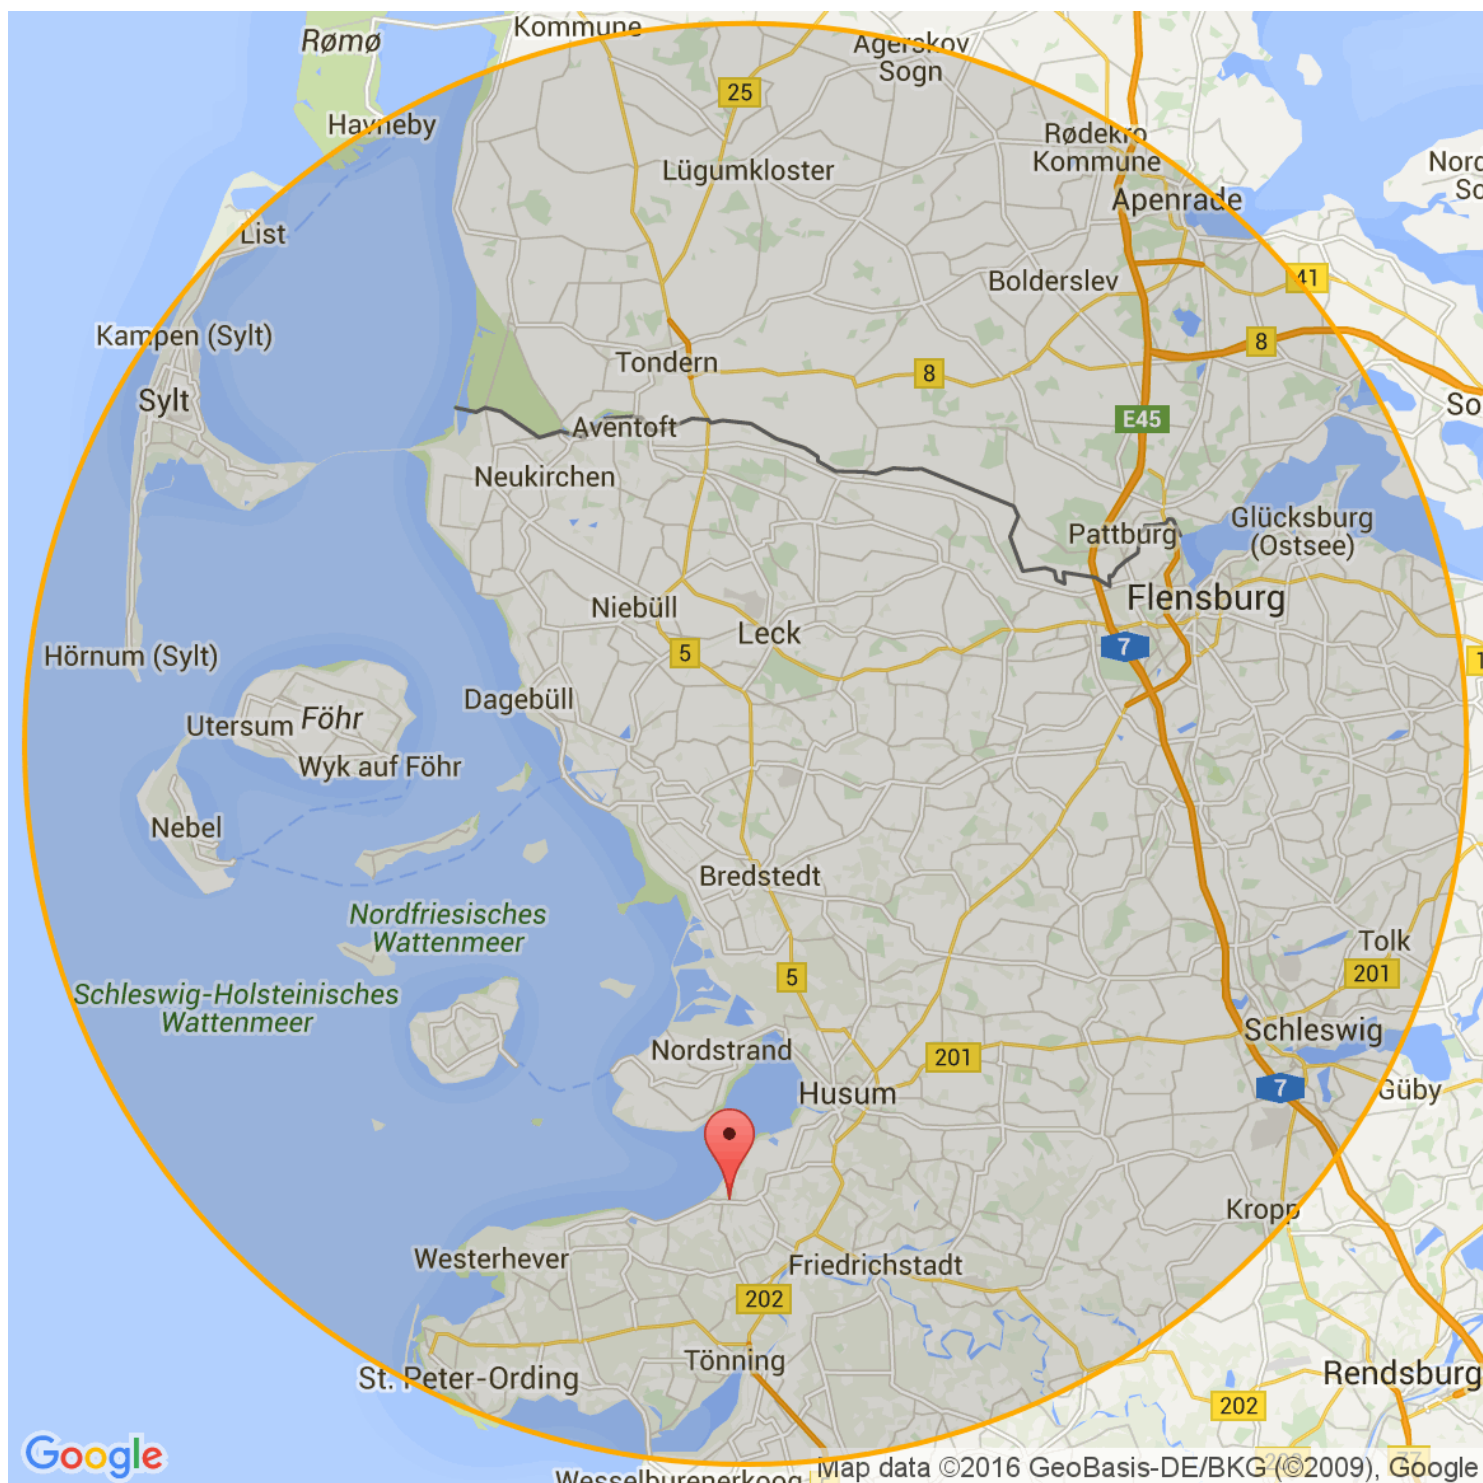 Kommune
Rømø
Agerskov
Sogn
25
Havneby
Rødekro
Kommune
Lügumkloster
Apenrade
List
Bolderslev
41
Kampen (Sylt)
8
Tondern
8
Sylt
E45
Aventoft
Neukirchen
Glücksburg
(Ostsee)
Pattburg
Flensburg
Niebüll
Leck
7
5
Hörnum (Sylt)
Dagebüll
Utersum
Föhr
Wyk auf Föhr
Nebel
Bredstedt
Nordfriesisches
Wattenmeer
Tolk
201
5
Schleswig-Holsteinisches
Wattenmeer
Schleswig
Nordstrand
201
Husum
7
Güby
Kropp
Westerhever
Friedrichstadt
202
Tönning
St. Peter-Ording
Rendsburg
202
Google
Map data ©2016 GeoBasis-DE/BKG (©2009), Google
Wesselburenerkoog